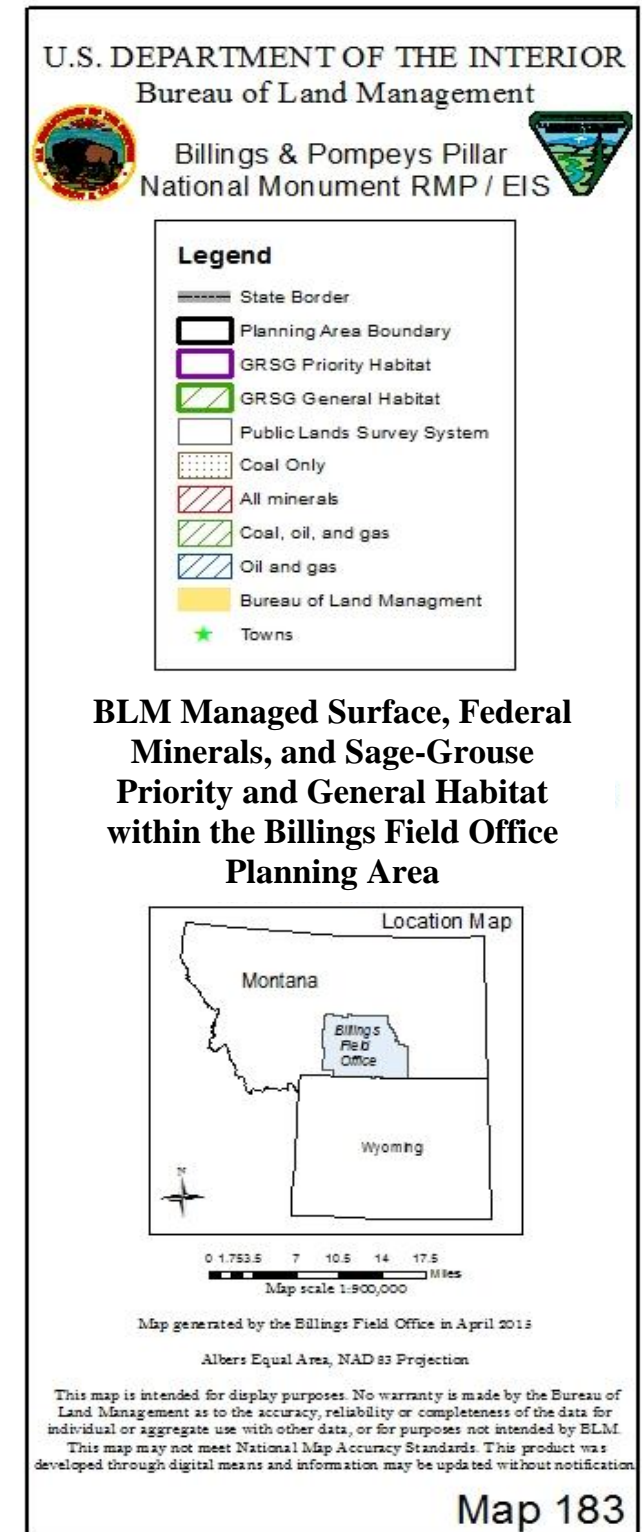 U.S. DEPARTMENT OF THE INTERIOR
Bureau of Land Management
Billings & Pompeys Pillar
National Monument RMP / EIS
Legend
State Border
Planning Area Boundary
GRSG Priority Habitat
GRSG General Habitat
Public Lands Survey System
Coal Only
All minerals
Coal, oil, and gas
Oil and gas
Bureau of Land Managment
Towns
BLM Managed Surface, Federal
Minerals, and Sage-Grouse
Priority and General Habitat
within the Billings Field Office
Planning Area
Location Map
Montana
Billings
Field
Office
Wyoming
N
0 1.753.5 7 10.5 14 17.5
Miles
Map scale 1:900,000
Map generated by the Billings Field Office in April 2015
Albers Equal Area, NAD 83 Projection
This map is intended for display purposes. No warranty is made by the Bureau of
Land Management as to the accuracy, reliability or completeness of the data for
individual or aggregate use with other data, or for purposes not intended by BLM.
This map may not meet National Map Accuracy Standards. This product was
developed through digital means and information may be updated without notification.
Map 183